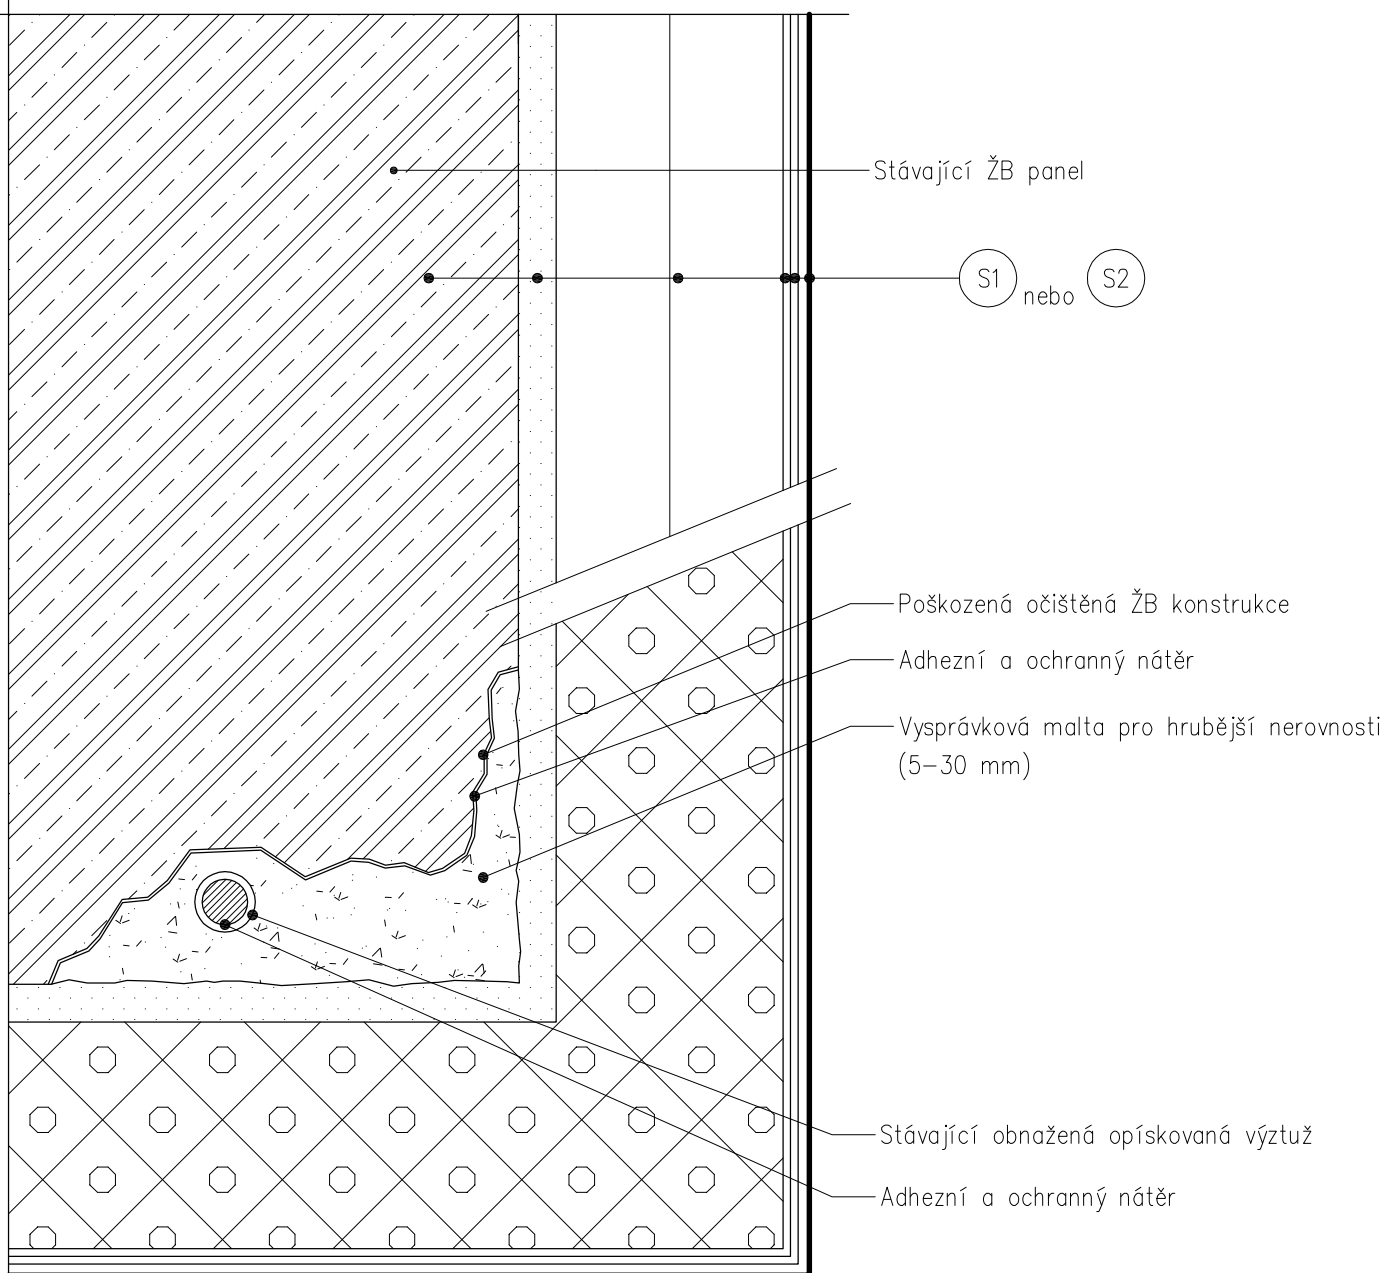 Stávající ŽB panel
S1 nebo S2
Poškozená očištěná ŽB konstrukce
Adhezní a ochranný nátěr
Vysprávková malta pro hrubější nerovnosti
(5–30 mm)
Stávající obnažená opískovaná výztuž
Adhezní a ochranný nátěr